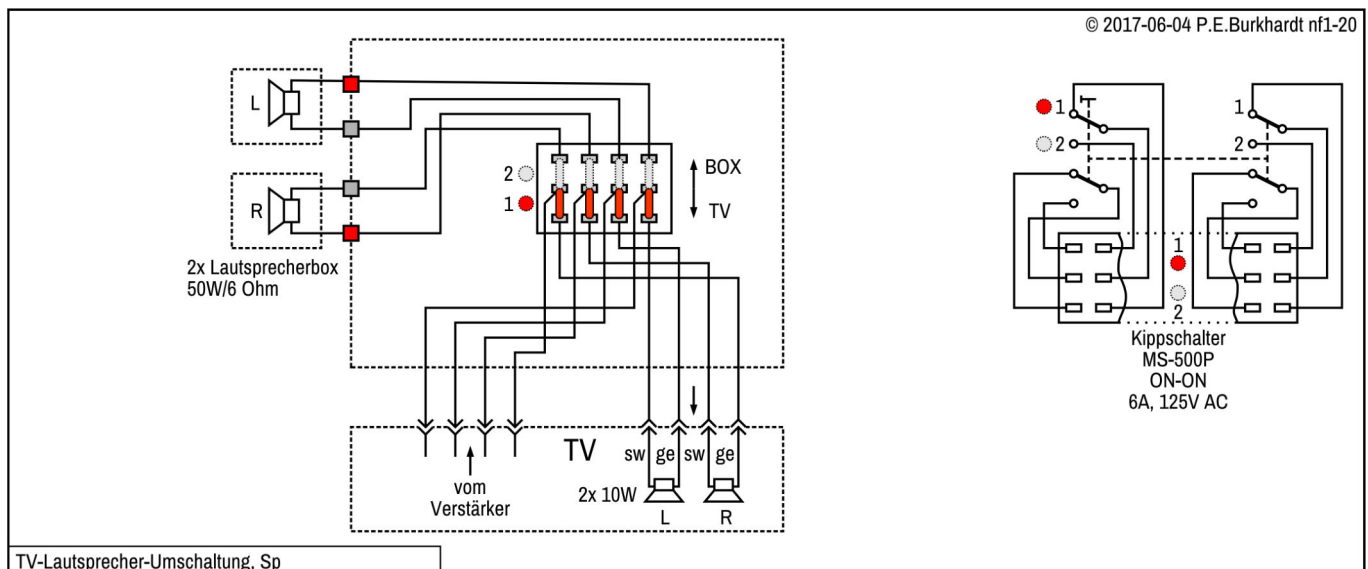 © 2017-06-04 P.E.Burkhardt nf1-20
L
R
2x Lautsprecherbox
50W/6 Ohm
2
1
BOX
TV
TV
vom
Verstärker
sw ge sw ge
2x 10W
L R
1
2
1
2
1
2
Kippschalter
MS-500P
ON-ON
6A, 125V AC
TV-Lautsprecher-Umschaltung, Sp